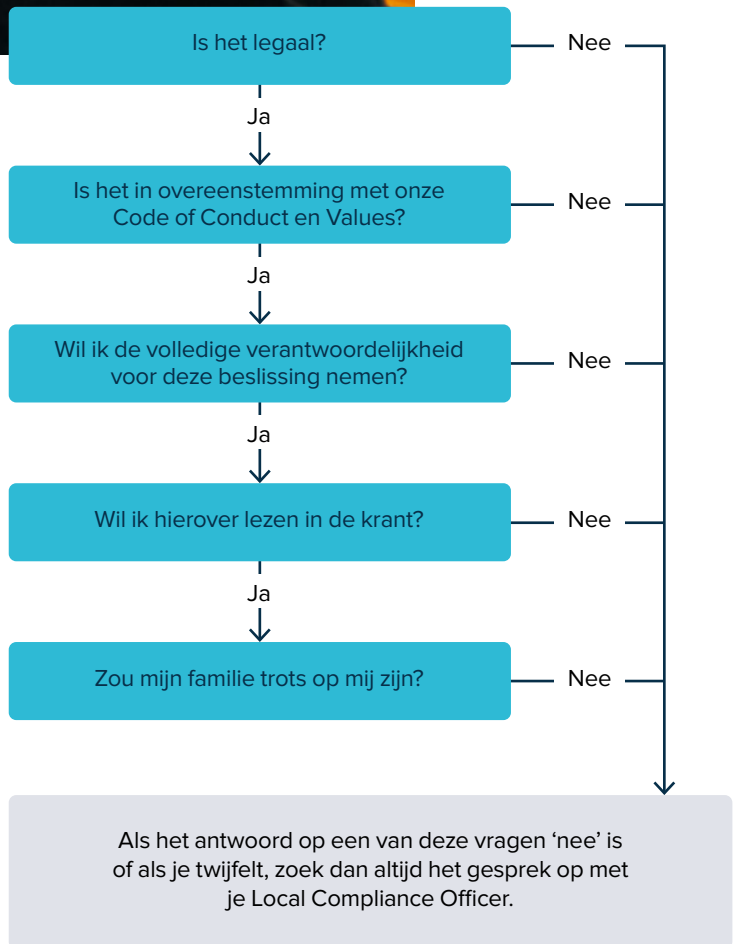 Is het legaal?
Nee
Ja
Is het in overeenstemming met onze
Code of Conduct en Values?
Nee
Ja
Wil ik de volledige verantwoordelijkheid
voor deze beslissing nemen?
Nee
Ja
Wil ik hierover lezen in de krant?
Nee
Ja
Zou mijn familie trots op mij zijn?
Nee
Als het antwoord op een van deze vragen ‘nee’ is
of als je twijfelt, zoek dan altijd het gesprek op met
je Local Compliance Officer.